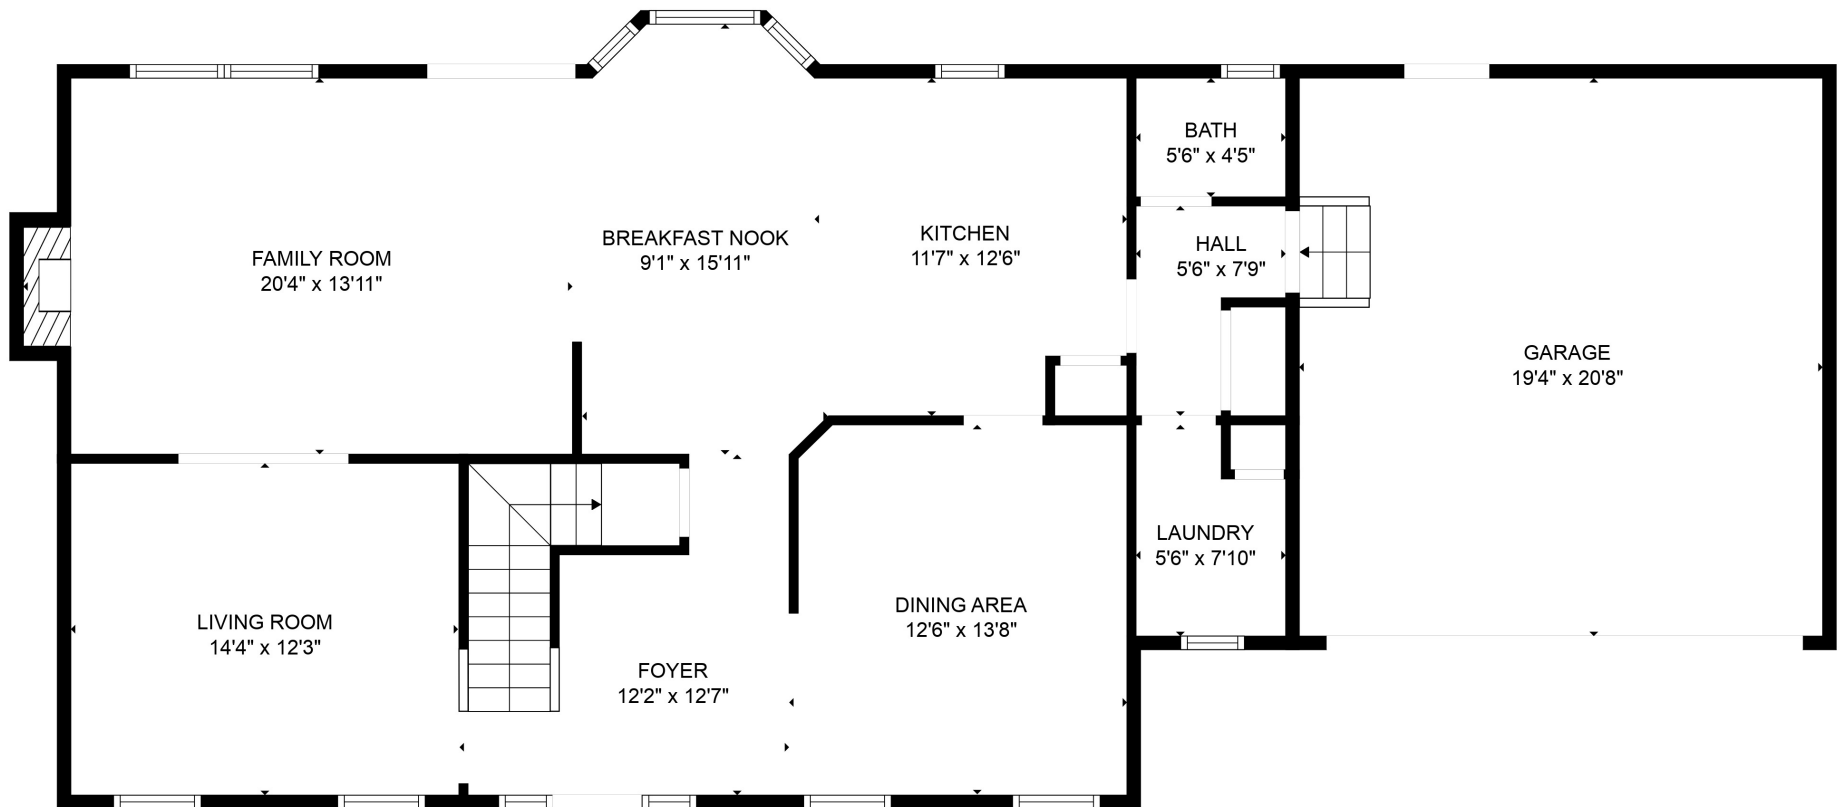 BATH
5'6" x 4'5"
FAMILY ROOM
20'4" x 13'11"
BREAKFAST NOOK
9'1" x 15'11"
KITCHEN
11'7" x 12'6"
HALL
5'6" x 7'9"
GARAGE
19'4" x 20'8"
LAUNDRY
5'6" x 7'10"
LIVING ROOM
14'4" x 12'3"
DINING AREA
12'6" x 13'8"
FOYER
12'2" x 12'7"